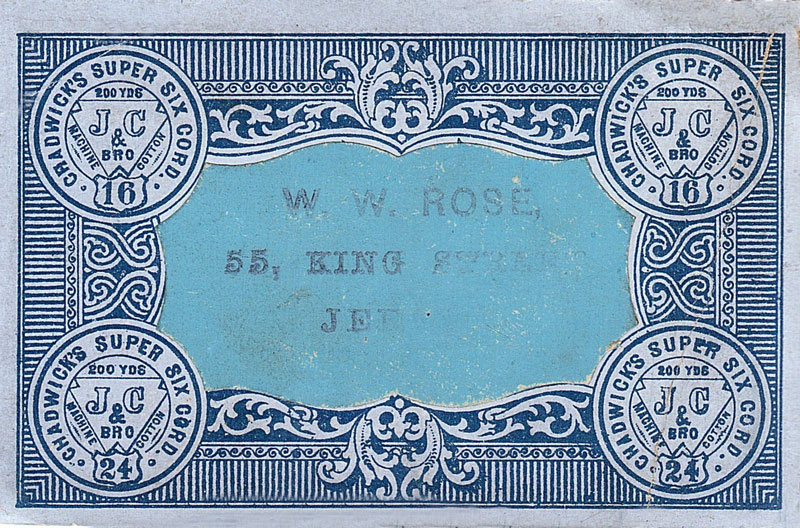 CHADWICK'S SUPER SIX CORD.
200 YDS
J & C
BRO
MACHINE COTTON
16
CHADWICK'S SUPER SIX CORD.
200 YDS
J & C
BRO
MACHINE COTTON
16
W. W. ROSE,
55, KING
CHADWICK'S SUPER SIX CORD.
200 YDS
J & C
BRO
MACHINE COTTON
24
CHADWICK'S SUPER SIX CORD.
200 YDS
J & C
BRO
MACHINE COTTON
24